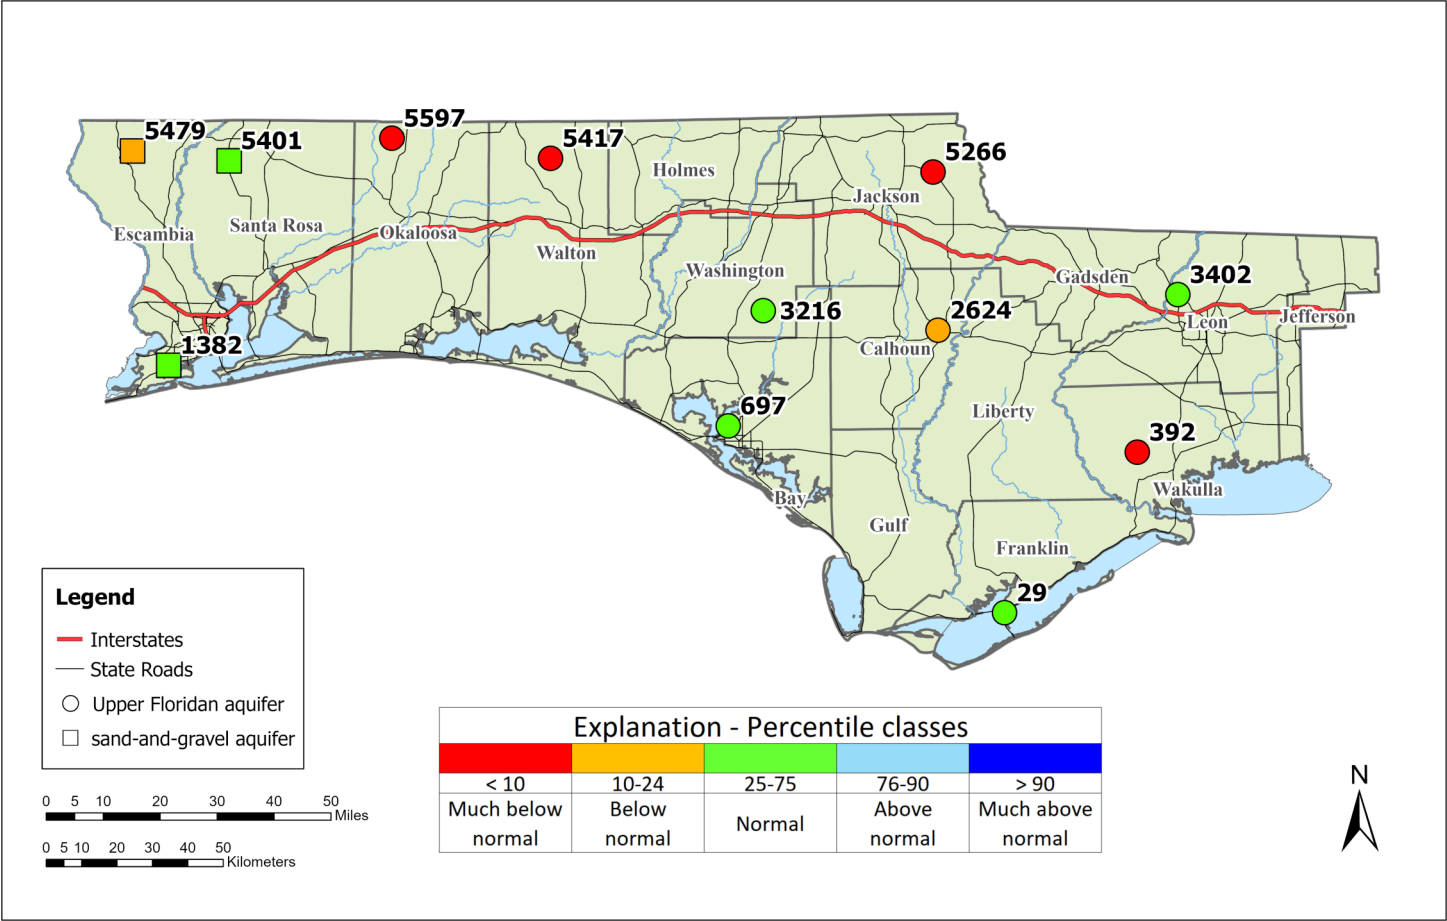 5597
5479
5401
5417
5266
Holmes
Jackson
Santa Rosa
Escambia
Okaloosa
Walton
Washington
Gadsden
3402
3216
2624
Leon
Jefferson
1382
Calhoun
697
Liberty
392
Wakulla
Bay
Gulf
Franklin
29
Legend
Interstates
State Roads
Upper Floridan aquifer
sand-and-gravel aquifer
0 5 10 20 30 40 50
Miles
0 5 10 20 30 40 50
Kilometers
Explanation - Percentile classes
< 10 10-24 25-75 76-90 > 90
Much below normal
Below normal
Normal
Above normal
Much above normal
N